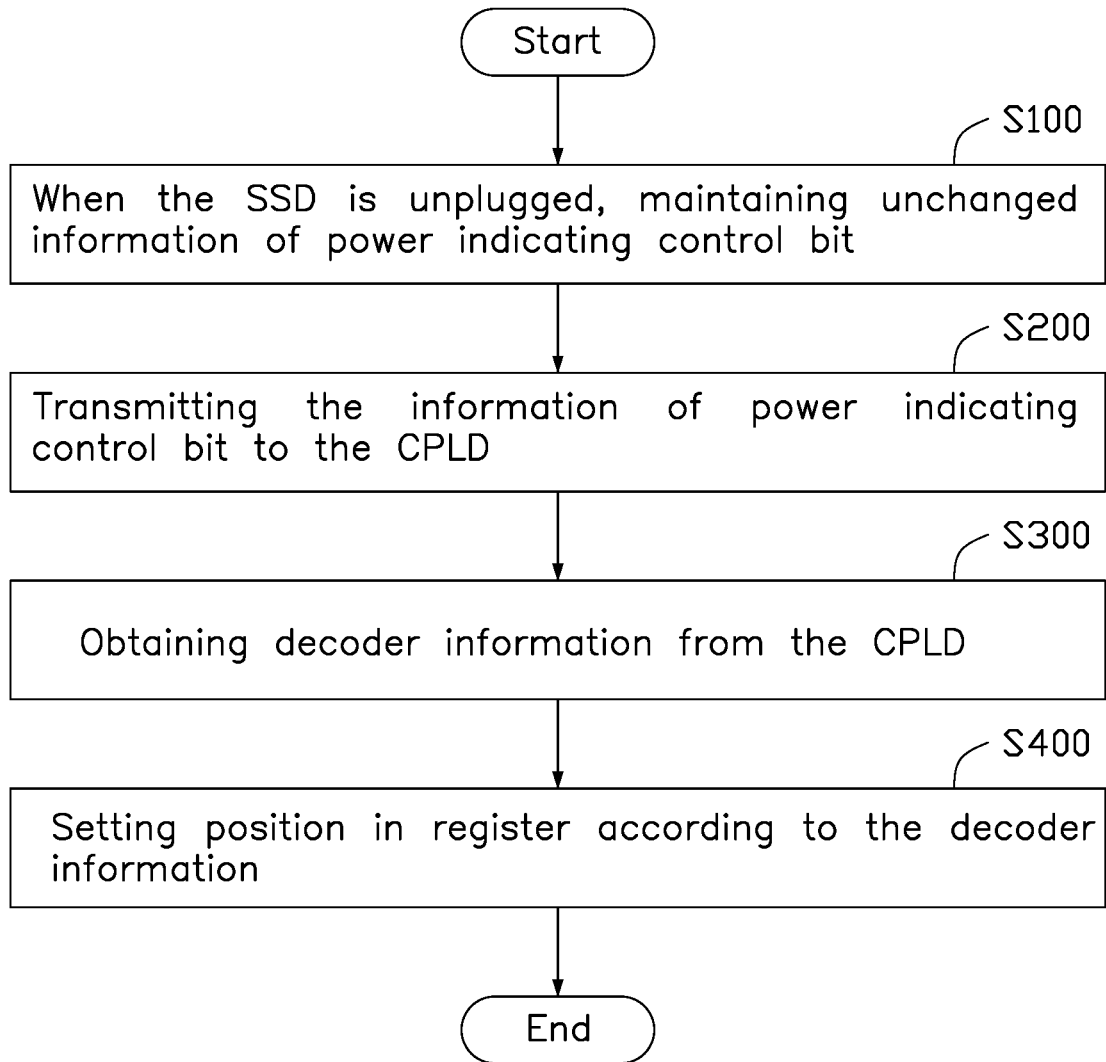 Start
S100
When the SSD is unplugged, maintaining unchanged
information of power indicating control bit
S200
Transmitting the information of power indicating
control bit to the CPLD
S300
Obtaining decoder information from the CPLD
S400
Setting position in register according to the decoder
information
End